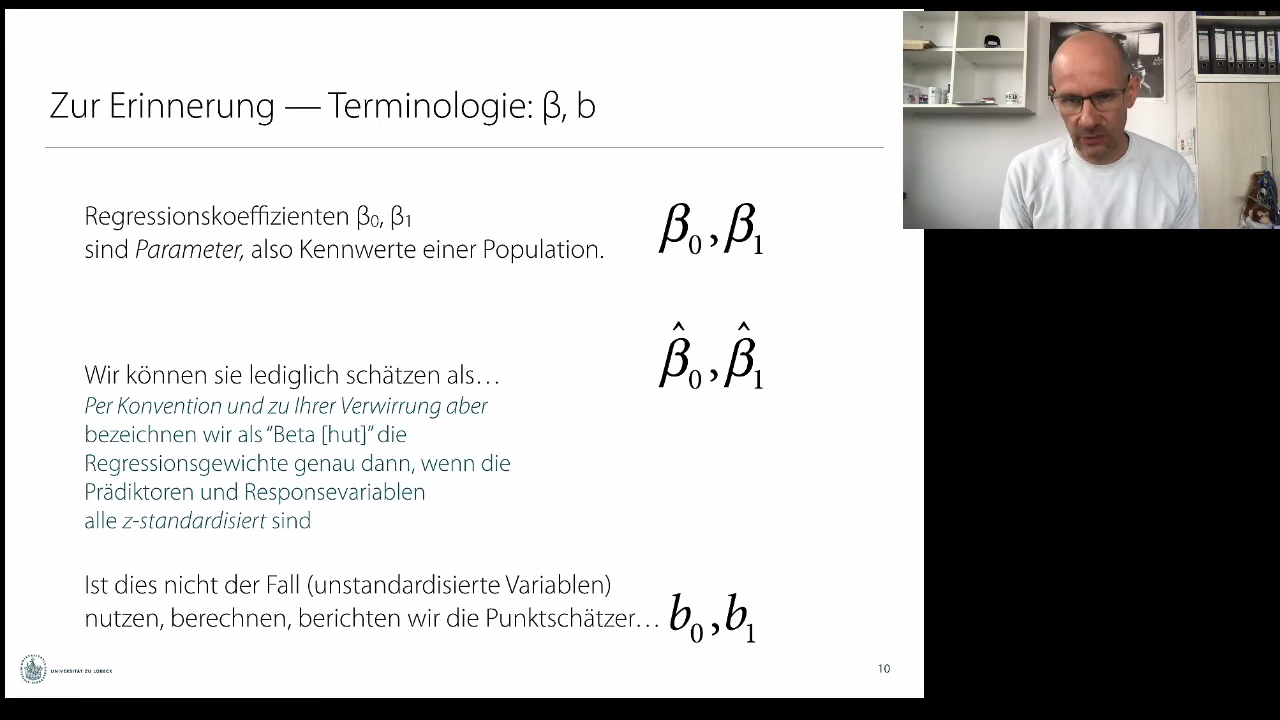 Zur Erinnerung — Terminologie: β, b
Regressionskoeffizienten β₀, β₁
sind Parameter, also Kennwerte einer Population.
β₀, β₁
β̂₀, β̂₁
Wir können sie lediglich schätzen als…
Per Konvention und zu Ihrer Verwirrung aber
bezeichnen wir als “Beta [hut]” die
Regressionsgewichte genau dann, wenn die
Prädiktoren und Responsevariablen
alle z-standardisiert sind
Ist dies nicht der Fall (unstandardisierte Variablen)
nutzen, berechnen, berichten wir die Punktschätzer… b₀, b₁
UNIVERSITÄT ZU LÜBECK
10